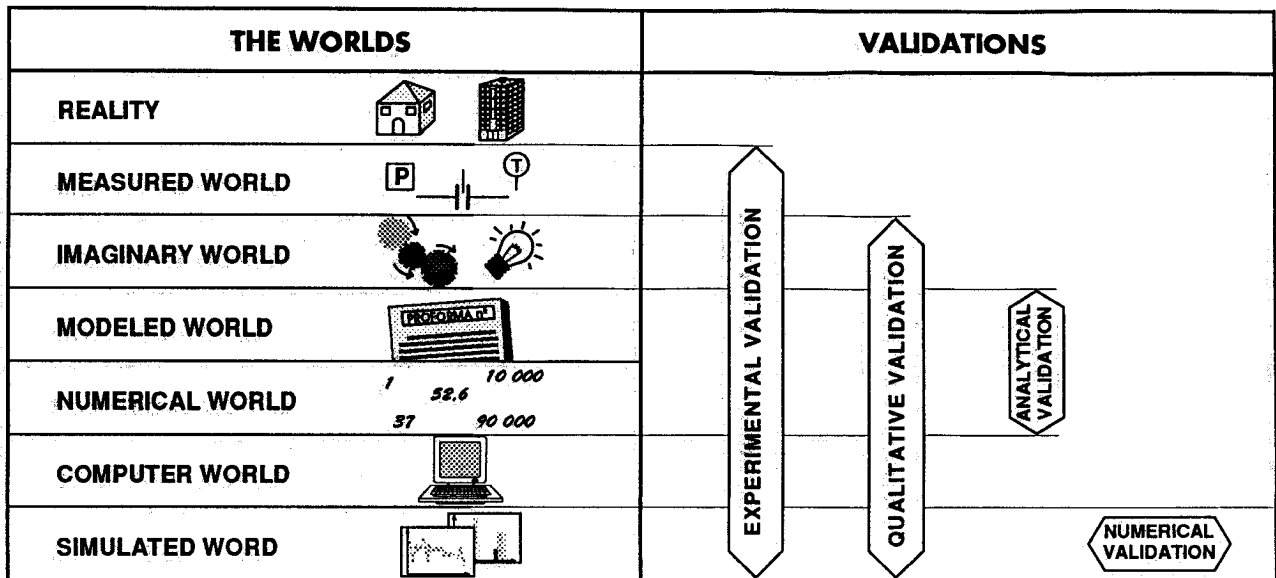 THE WORLDS
VALIDATIONS
REALITY
MEASURED WORLD
P
T
IMAGINARY WORLD
MODELED WORLD
PROFORMA n°
NUMERICAL WORLD
1
10 000
52,6
37
90 000
COMPUTER WORLD
SIMULATED WORD
EXPERIMENTAL VALIDATION
QUALITATIVE VALIDATION
ANALYTICAL
VALIDATION
NUMERICAL
VALIDATION